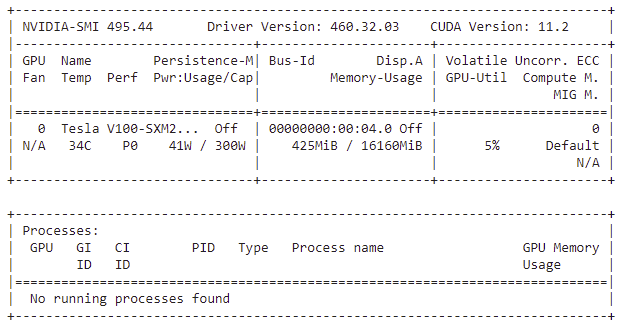 NVIDIA-SMI 495.44 Driver Version: 460.32.03 CUDA Version: 11.2
GPU Name Persistence-M| Bus-Id Disp.A | Volatile Uncorr. ECC
Fan Temp Perf Pwr:Usage/Cap| Memory-Usage | GPU-Util Compute M.
MIG M.
0 Tesla V100-SXM2... Off | 00000000:00:04.0 Off | 0
N/A 34C P0 41W / 300W | 425MiB / 16160MiB | 5% Default
N/A
Processes:
GPU GI CI PID Type Process name GPU Memory
ID ID Usage
No running processes found